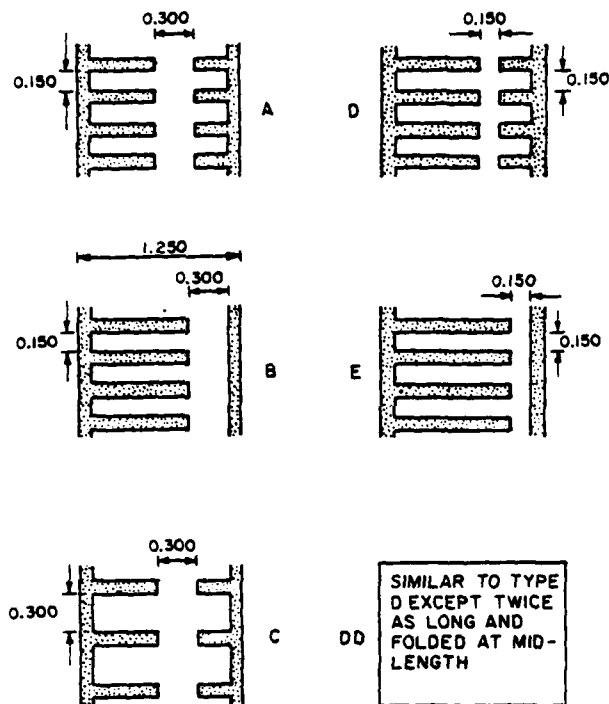 0.300
0.150
0.150
A
D
0.150
1.250
0.300
0.150
0.150
B
E
0.150
0.300
0.300
C
DD
SIMILAR TO TYPE
D EXCEPT TWICE
AS LONG AND
FOLDED AT MID-
LENGTH